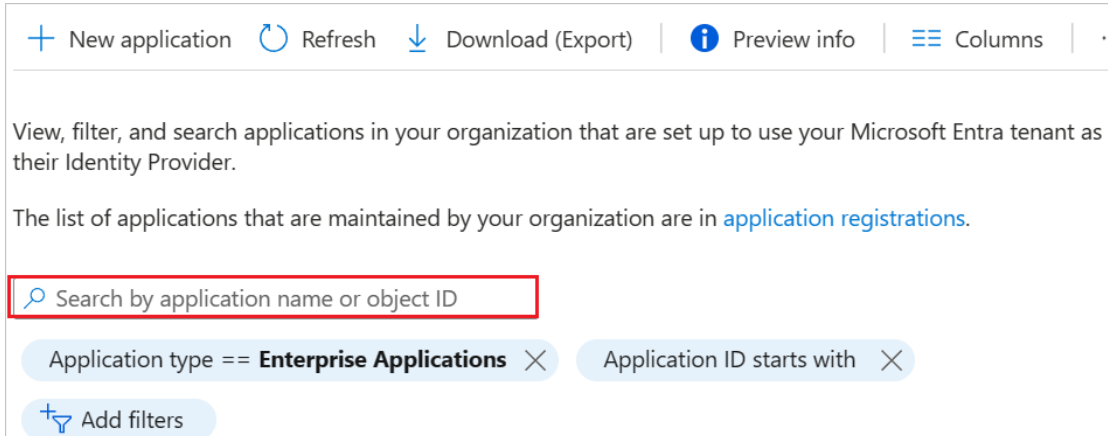 New application Refresh Download (Export) Preview info Columns
View, filter, and search applications in your organization that are set up to use your Microsoft Entra tenant as
their Identity Provider.
The list of applications that are maintained by your organization are in application registrations.
Search by application name or object ID
Application type == Enterprise Applications Application ID starts with
Add filters